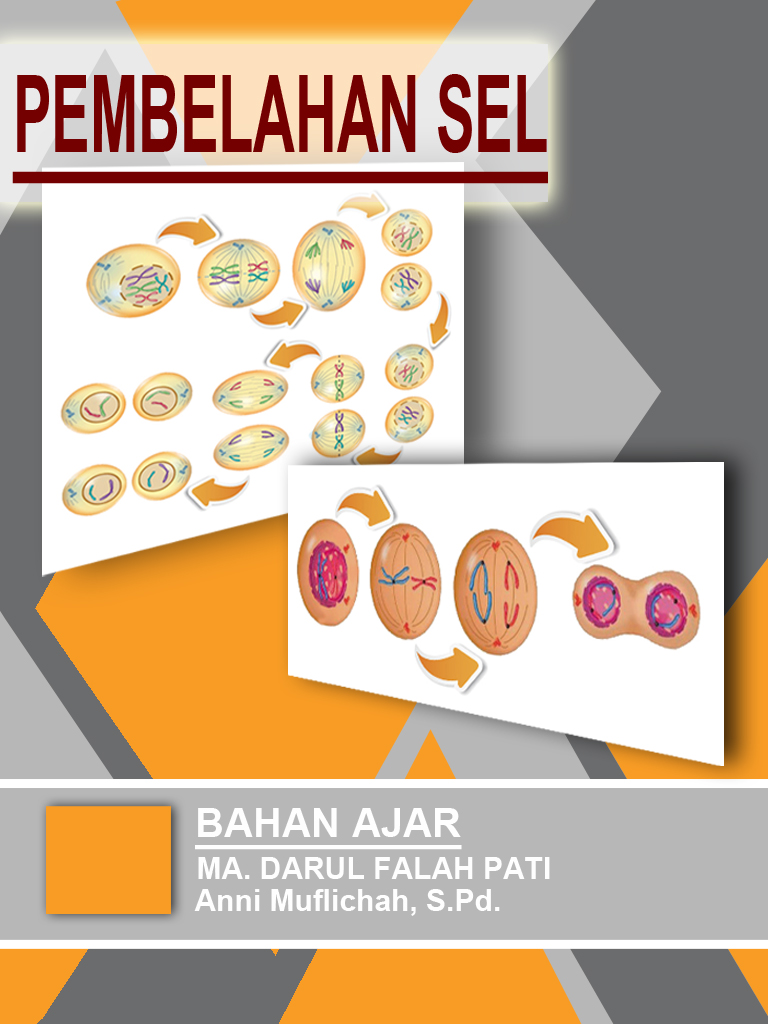 PEMBELAHAN SEL
BAHAN AJAR
MA. DARUL FALAH PATI
Anni Muflichah, S.Pd.